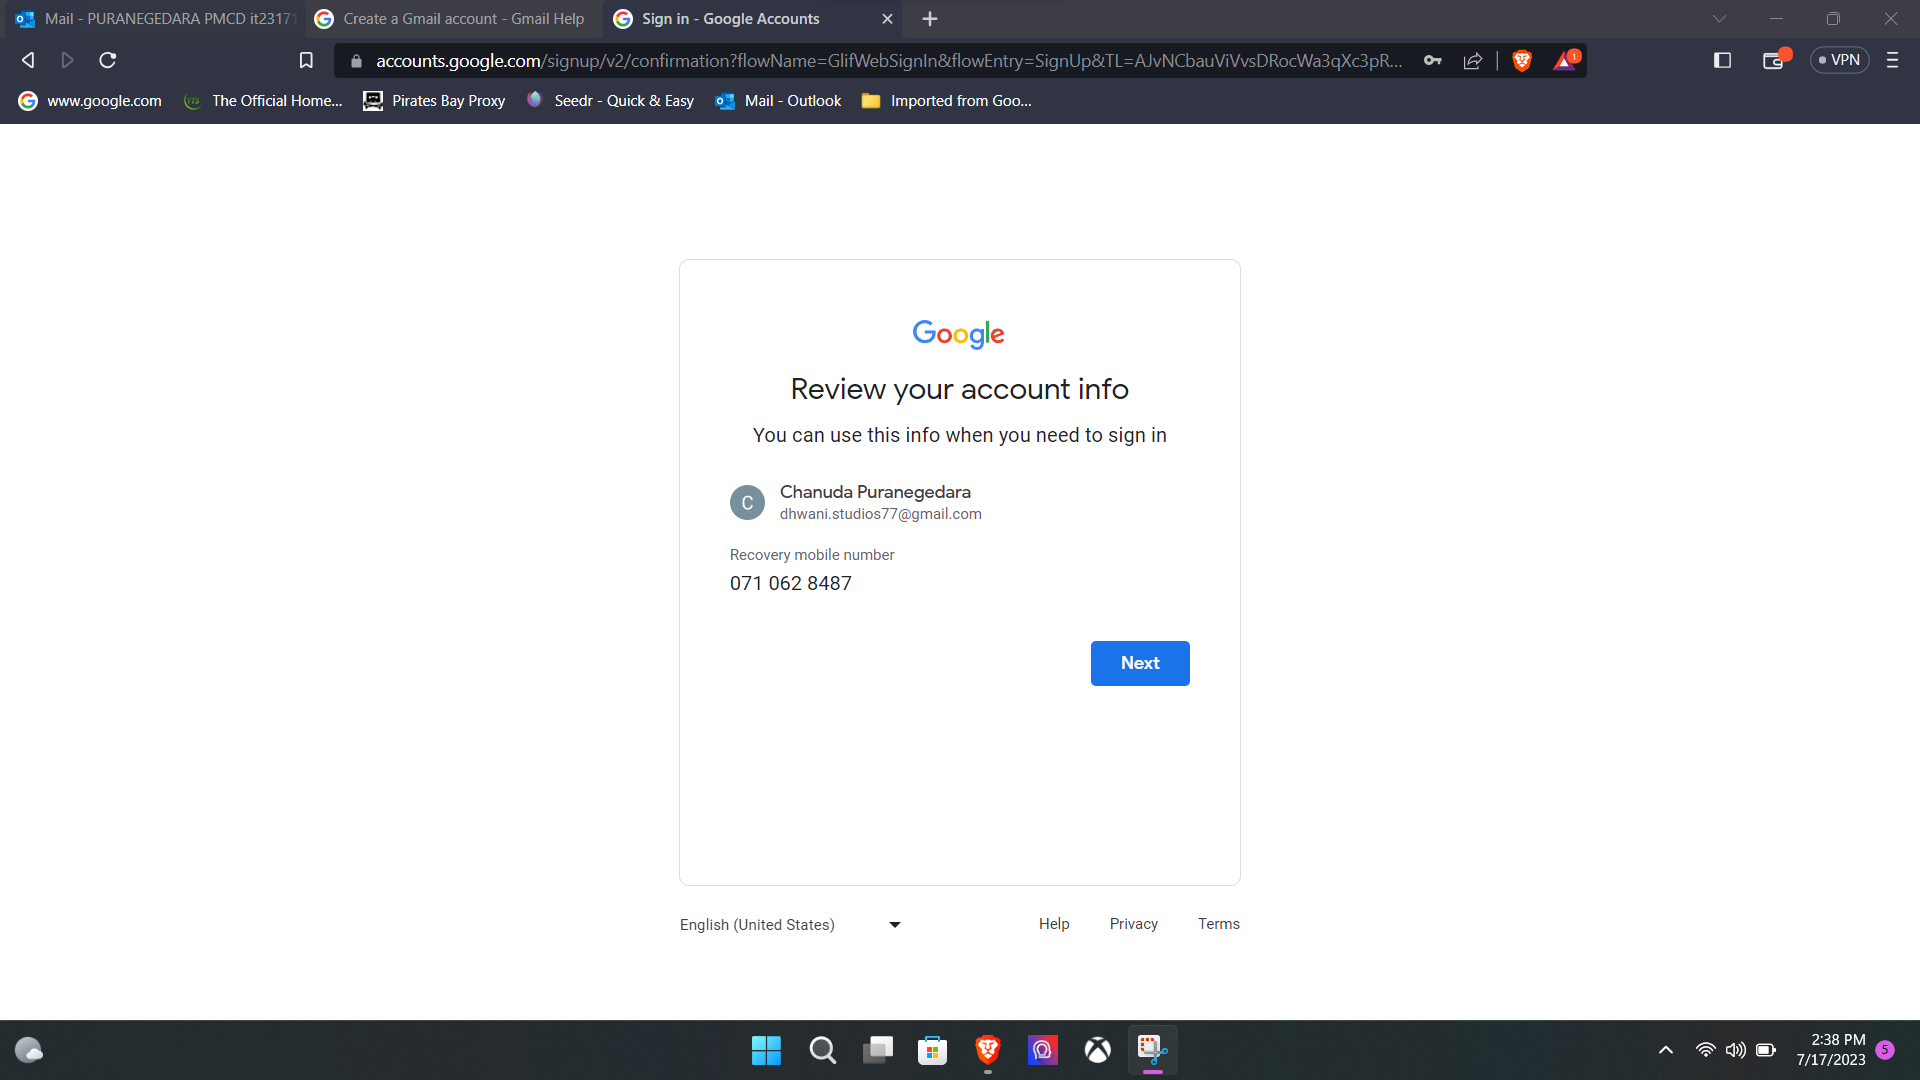 Mail - PURANEGEDARA PMCD it23171
Create a Gmail account - Gmail Help
Sign in - Google Accounts
accounts.google.com/signup/v2/confirmation?flowName=GlifWebSignIn&flowEntry=SignUp&TL=AJvNCbauViVvsDRocWa3qXc3pR...
1
VPN
www.google.com
The Official Home...
Pirates Bay Proxy
Seedr - Quick & Easy
Mail - Outlook
Imported from Goo...
Google
Review your account info
You can use this info when you need to sign in
C
Chanuda Puranegedara
dhwani.studios77@gmail.com
Recovery mobile number
071 062 8487
Next
English (United States)
Help
Privacy
Terms
2:38 PM
7/17/2023
5